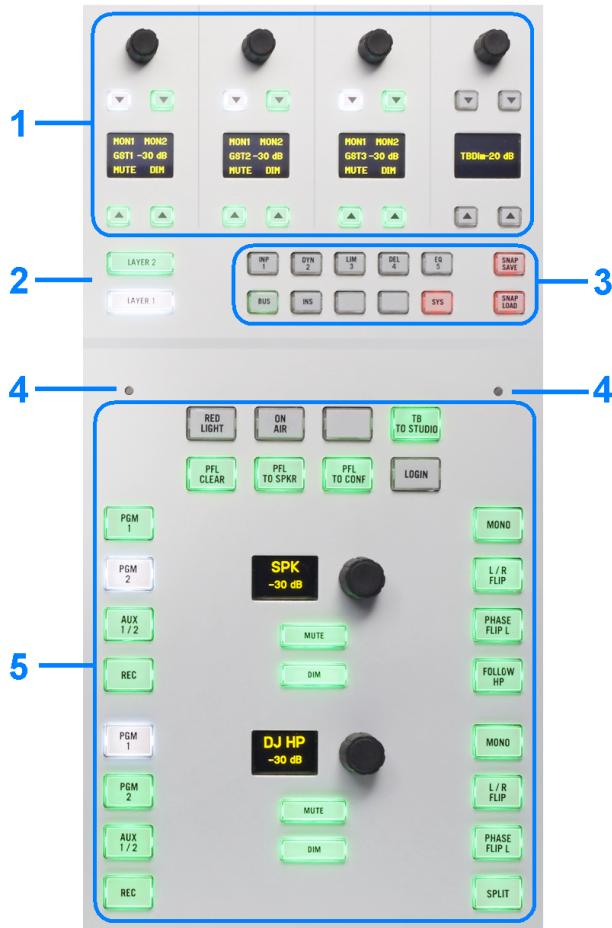 1
MON1 MON2
GST1 -30 dB
MUTE DIM
MON1 MON2
GST2 -30 dB
MUTE DIM
MON1 MON2
GST3 -30 dB
MUTE DIM
TBDim-20 dB
2
LAYER 2
LAYER 1
INP
1
DYN
2
LIM
3
DEL
4
EQ
5
SNAP
SAVE
BUS
INS
SYS
SNAP
LOAD
3
4
4
5
RED
LIGHT
ON
AIR
TB
TO STUDIO
PFL
CLEAR
PFL
TO SPKR
PFL
TO CONF
LOGIN
PGM
1
PGM
2
AUX
1 / 2
REC
SPK
-30 dB
MUTE
DIM
MONO
L / R
FLIP
PHASE
FLIP L
FOLLOW
HP
PGM
1
PGM
2
AUX
1 / 2
REC
DJ HP
-30 dB
MUTE
DIM
MONO
L / R
FLIP
PHASE
FLIP L
SPLIT